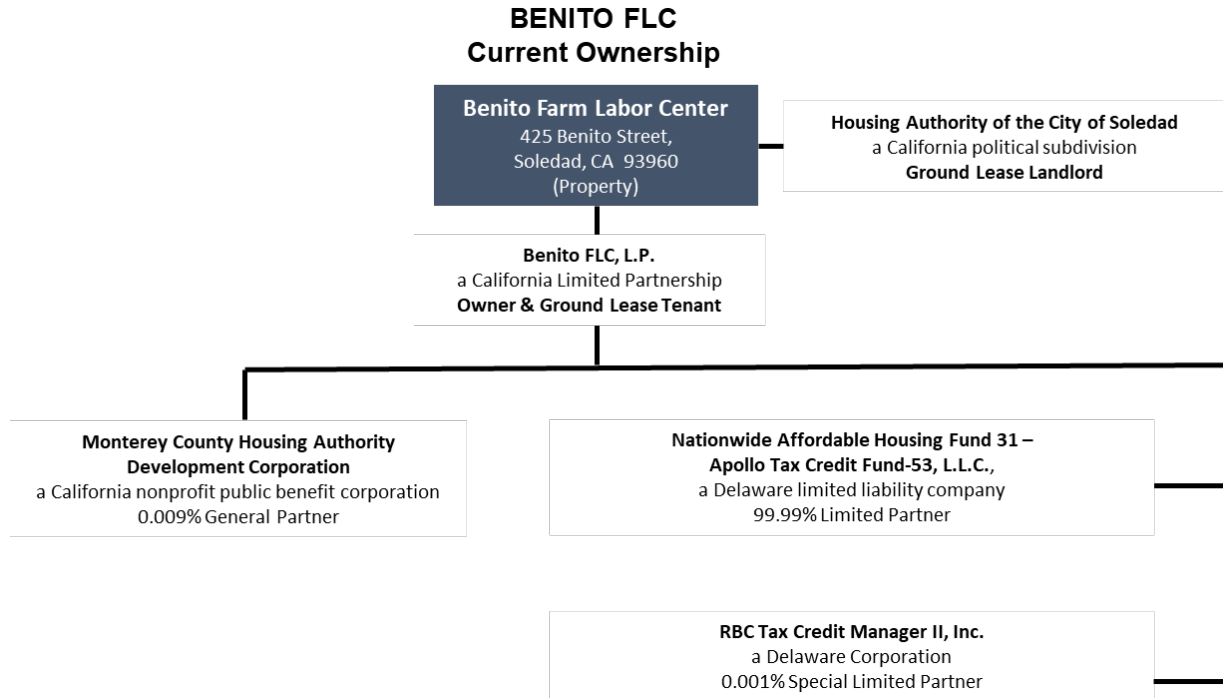 BENITO FLC
Current Ownership
Benito Farm Labor Center
425 Benito Street,
Soledad, CA 93960
(Property)
Housing Authority of the City of Soledad
a California political subdivision
Ground Lease Landlord
Benito FLC, L.P.
a California Limited Partnership
Owner & Ground Lease Tenant
Monterey County Housing Authority
Development Corporation
a California nonprofit public benefit corporation
0.009% General Partner
Nationwide Affordable Housing Fund 31 –
Apollo Tax Credit Fund-53, L.L.C.,
a Delaware limited liability company
99.99% Limited Partner
RBC Tax Credit Manager II, Inc.
a Delaware Corporation
0.001% Special Limited Partner